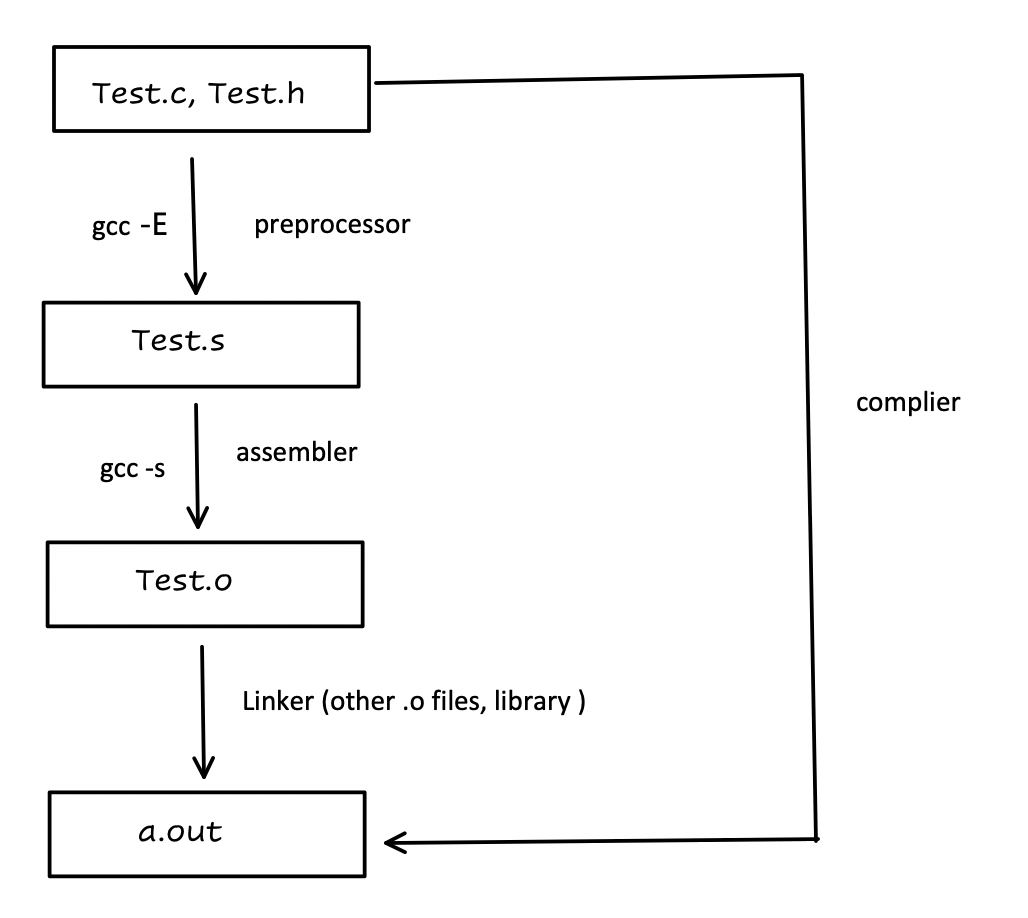 Test.c, Test.h
gcc -E
preprocessor
Test.s
gcc -s
assembler
complier
Test.o
Linker (other .o files, library )
a.out